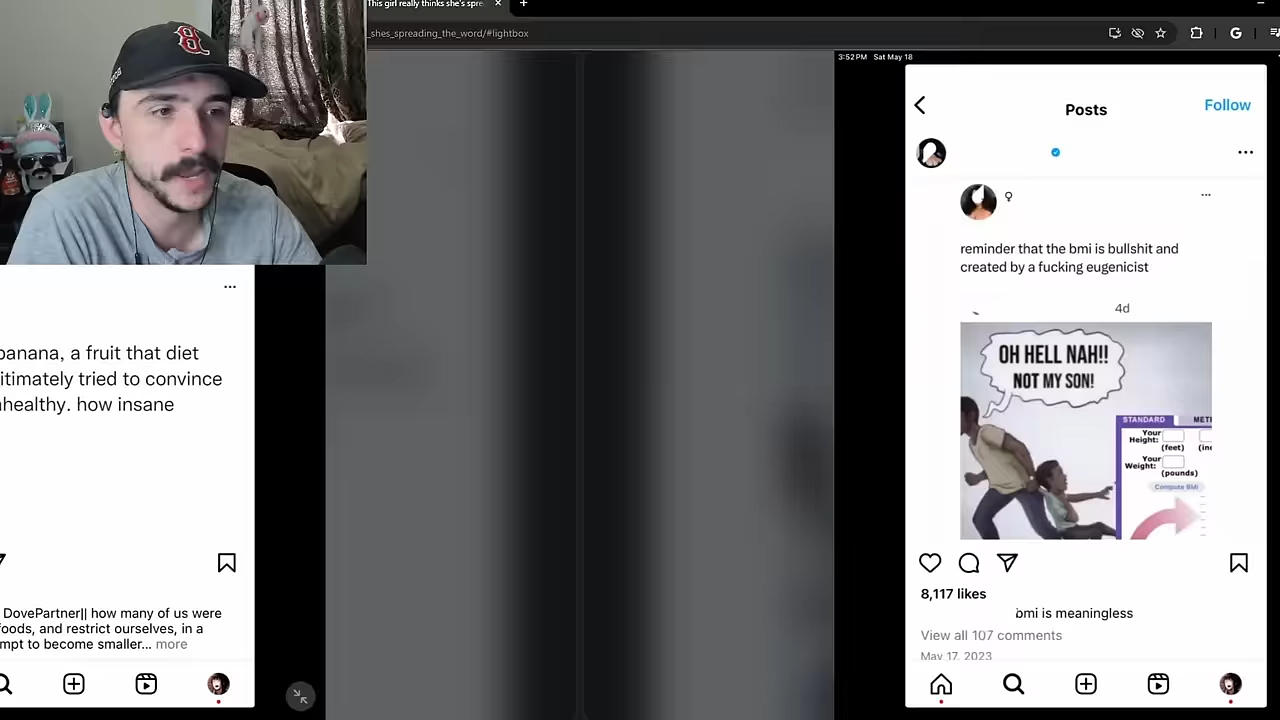 This girl really thinks she's spre
_shes_spreading_the_word/#lightbox
G
B
3:52 PM Sat May 18
Posts
Follow
reminder that the bmi is bullshit and
created by a fucking eugenicist
4d
OH HELL NAH!!
NOT MY SON!
STANDARD METR
Your
Height:
(feet) (inc
Your
Weight:
(pounds)
Compute BMI
8,117 likes
bmi is meaningless
View all 107 comments
May 17, 2023
banana, a fruit that diet
itimately tried to convince
nhealthy. how insane
DovePartner|| how many of us were
foods, and restrict ourselves, in a
mpt to become smaller... more